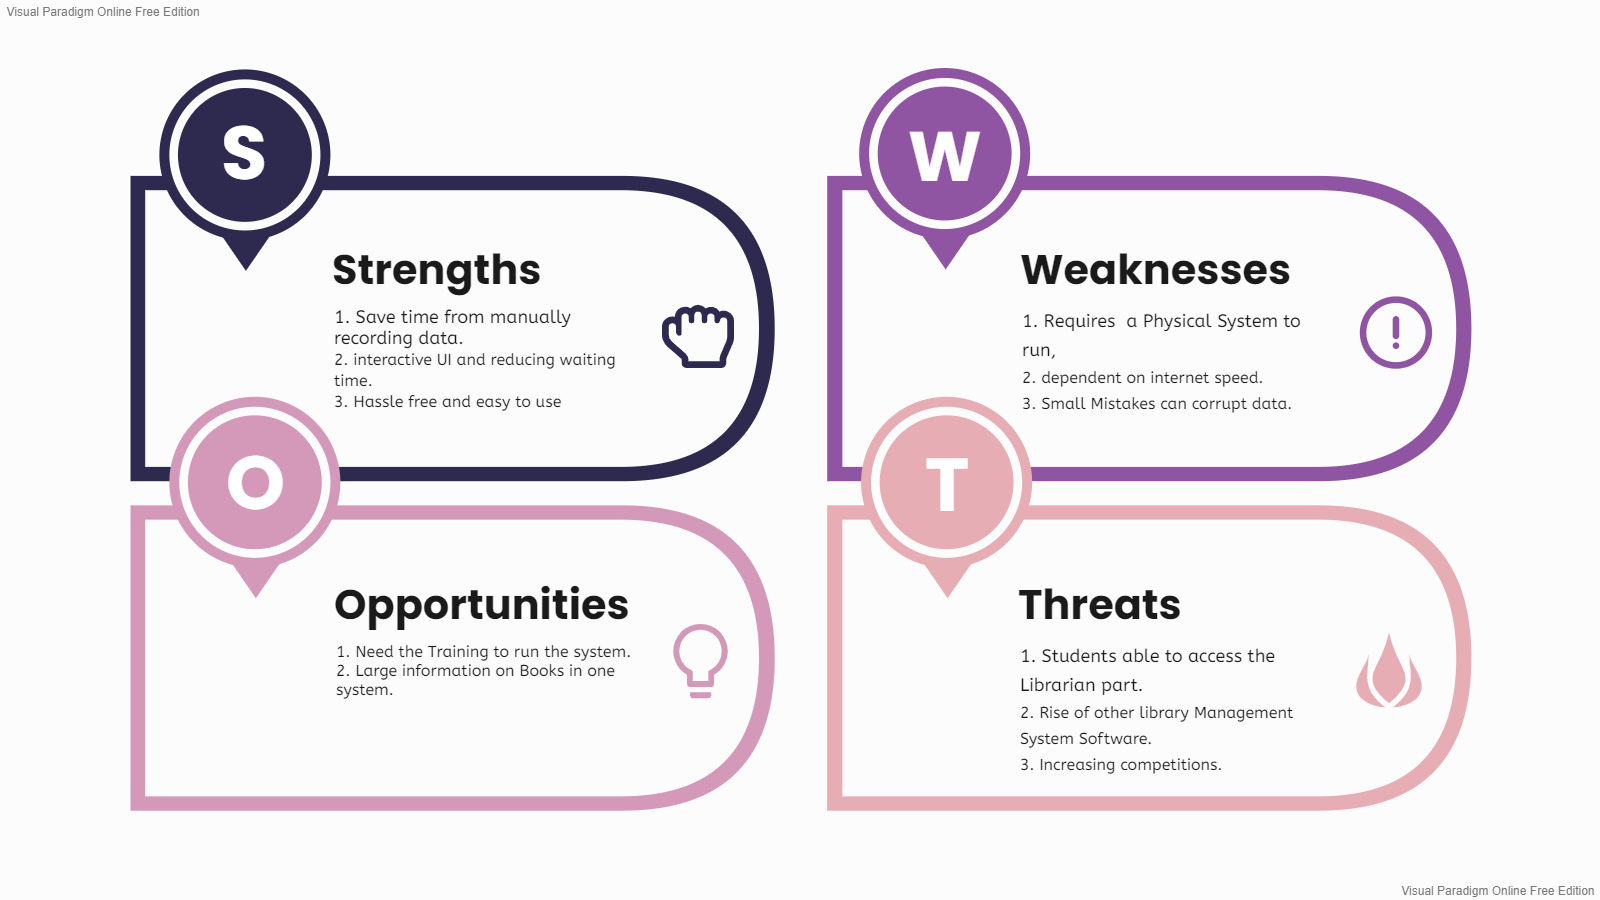 Visual Paradigm Online Free Edition
S
Strengths
1. Save time from manually
recording data.
2. interactive UI and reducing waiting
time.
3. Hassle free and easy to use
W
Weaknesses
1. Requires  a Physical System to
run,
2. dependent on internet speed.
3. Small Mistakes can corrupt data.
O
Opportunities
1. Need the Training to run the system.
2. Large information on Books in one
system.
T
Threats
1. Students able to access the
Librarian part.
2. Rise of other library Management
System Software.
3. Increasing competitions.
Visual Paradigm Online Free Edition